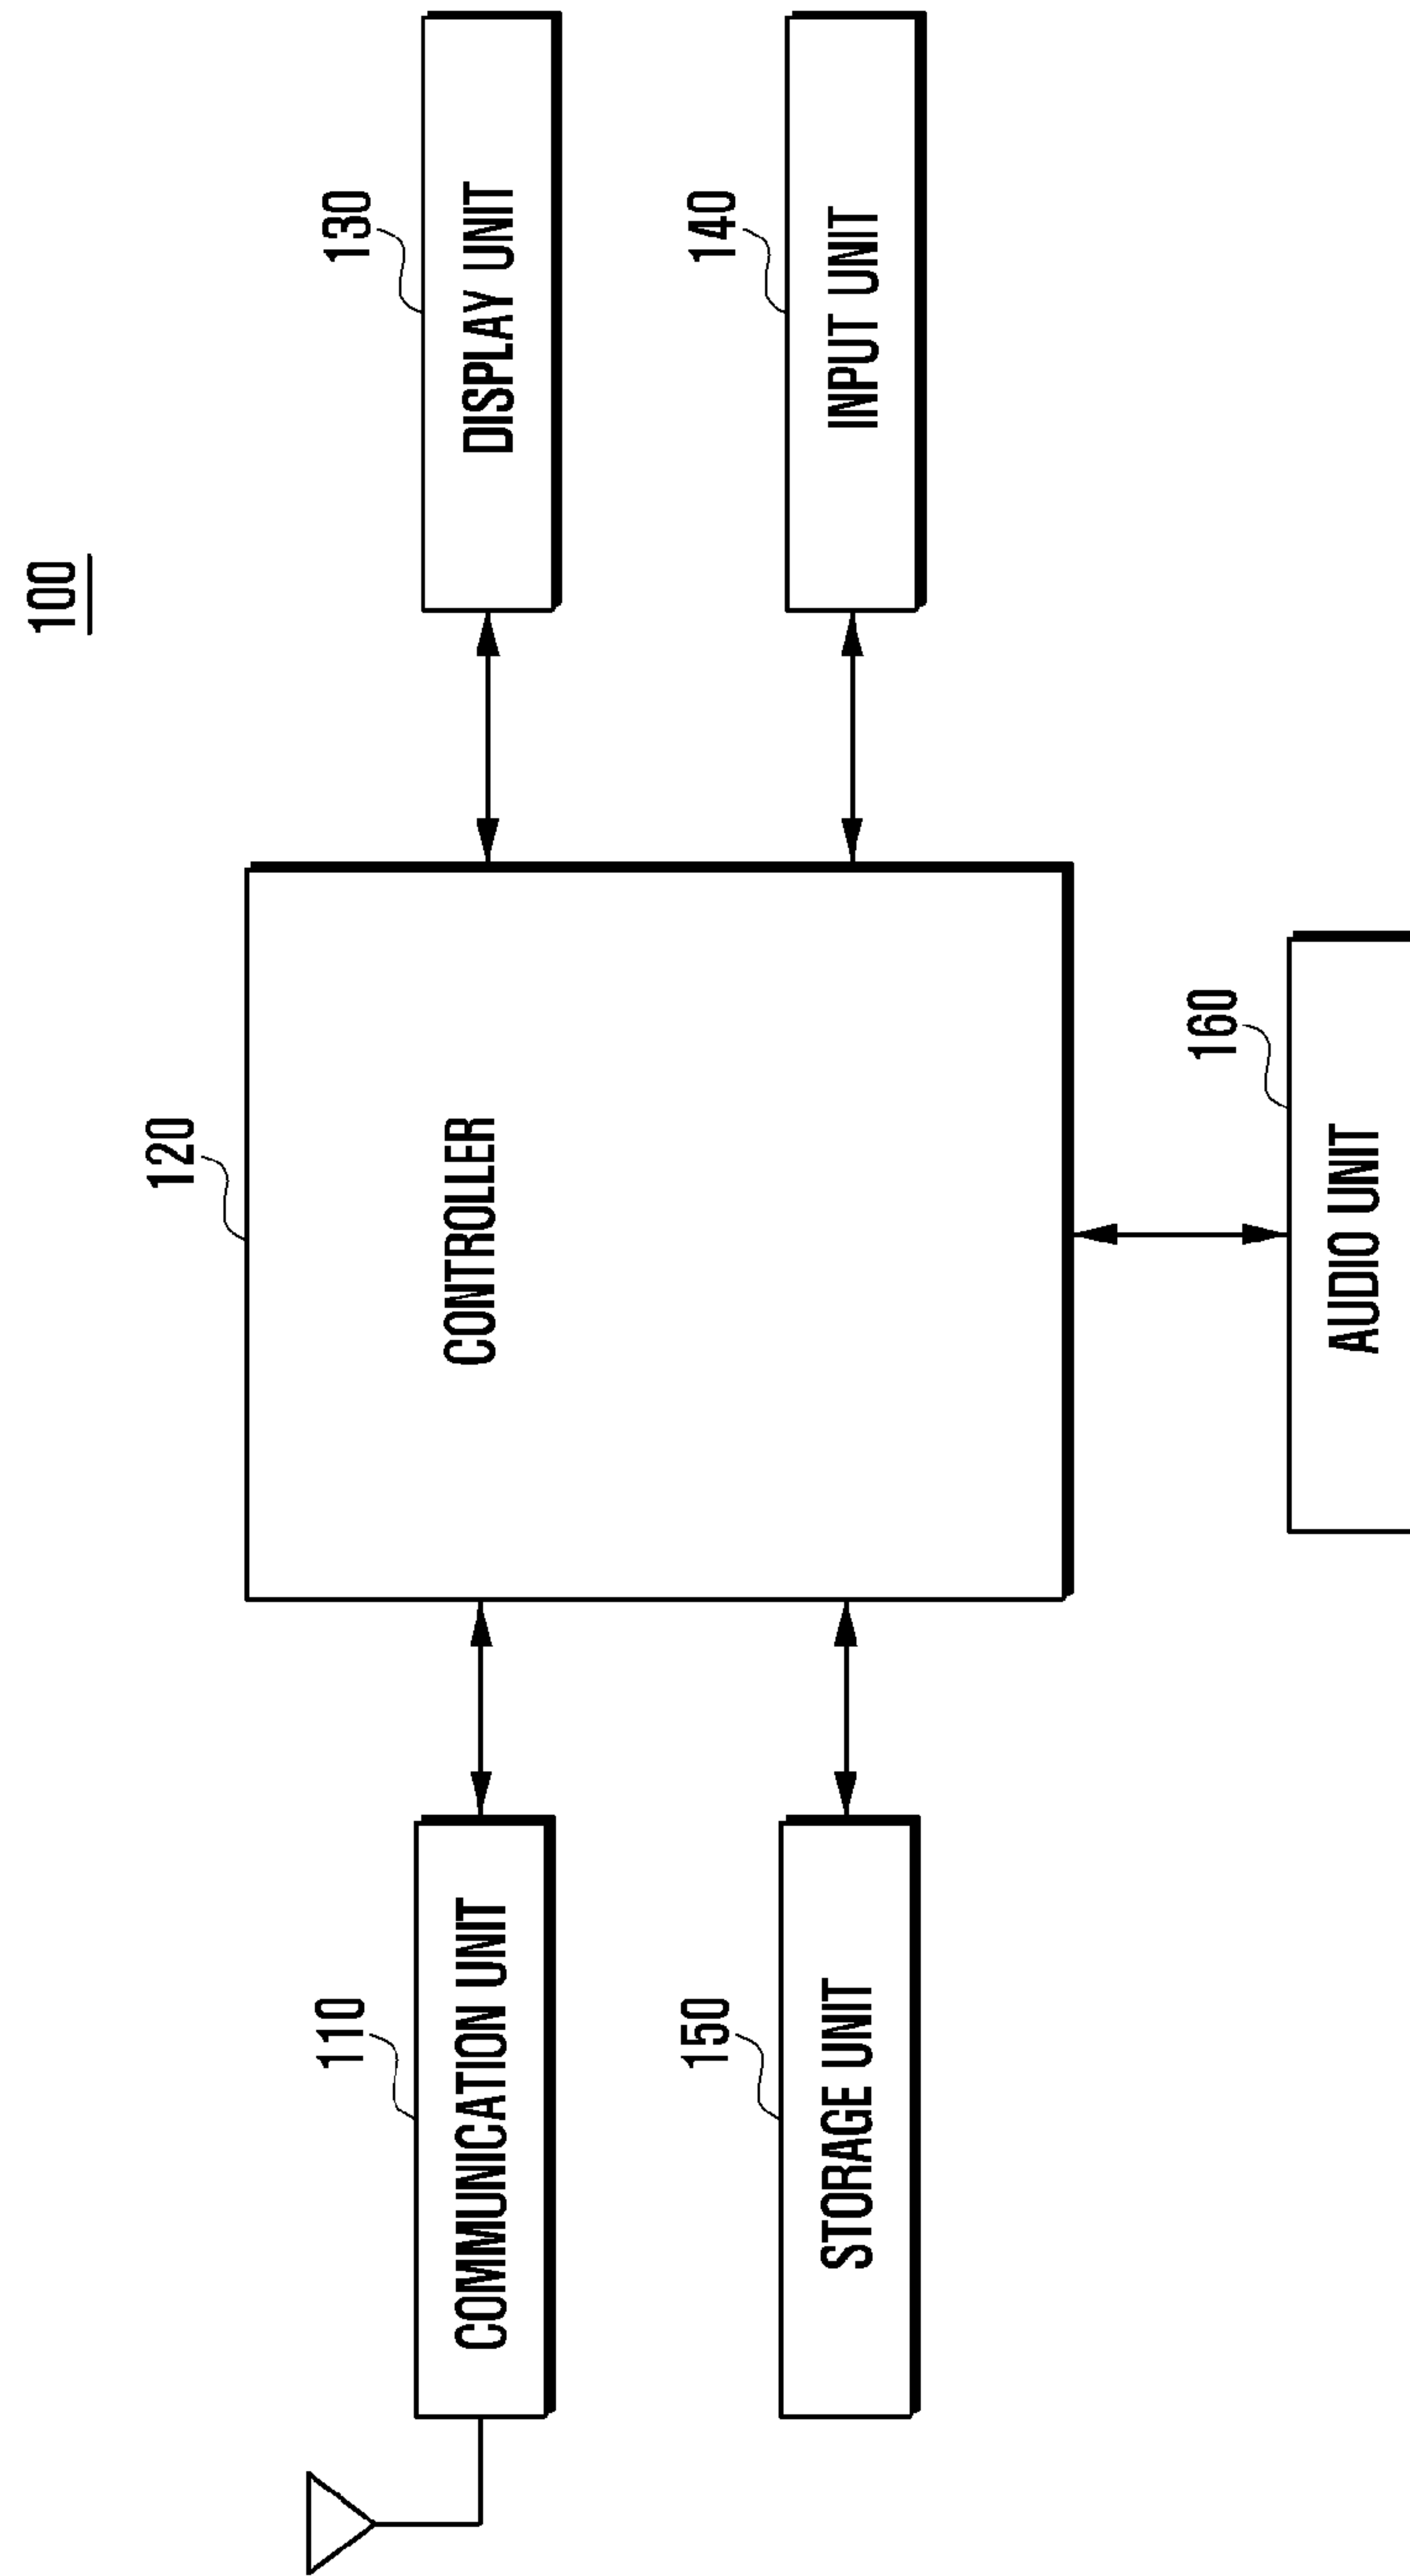 100
110
COMMUNICATION UNIT
120
CONTROLLER
130
DISPLAY UNIT
140
INPUT UNIT
150
STORAGE UNIT
160
AUDIO UNIT